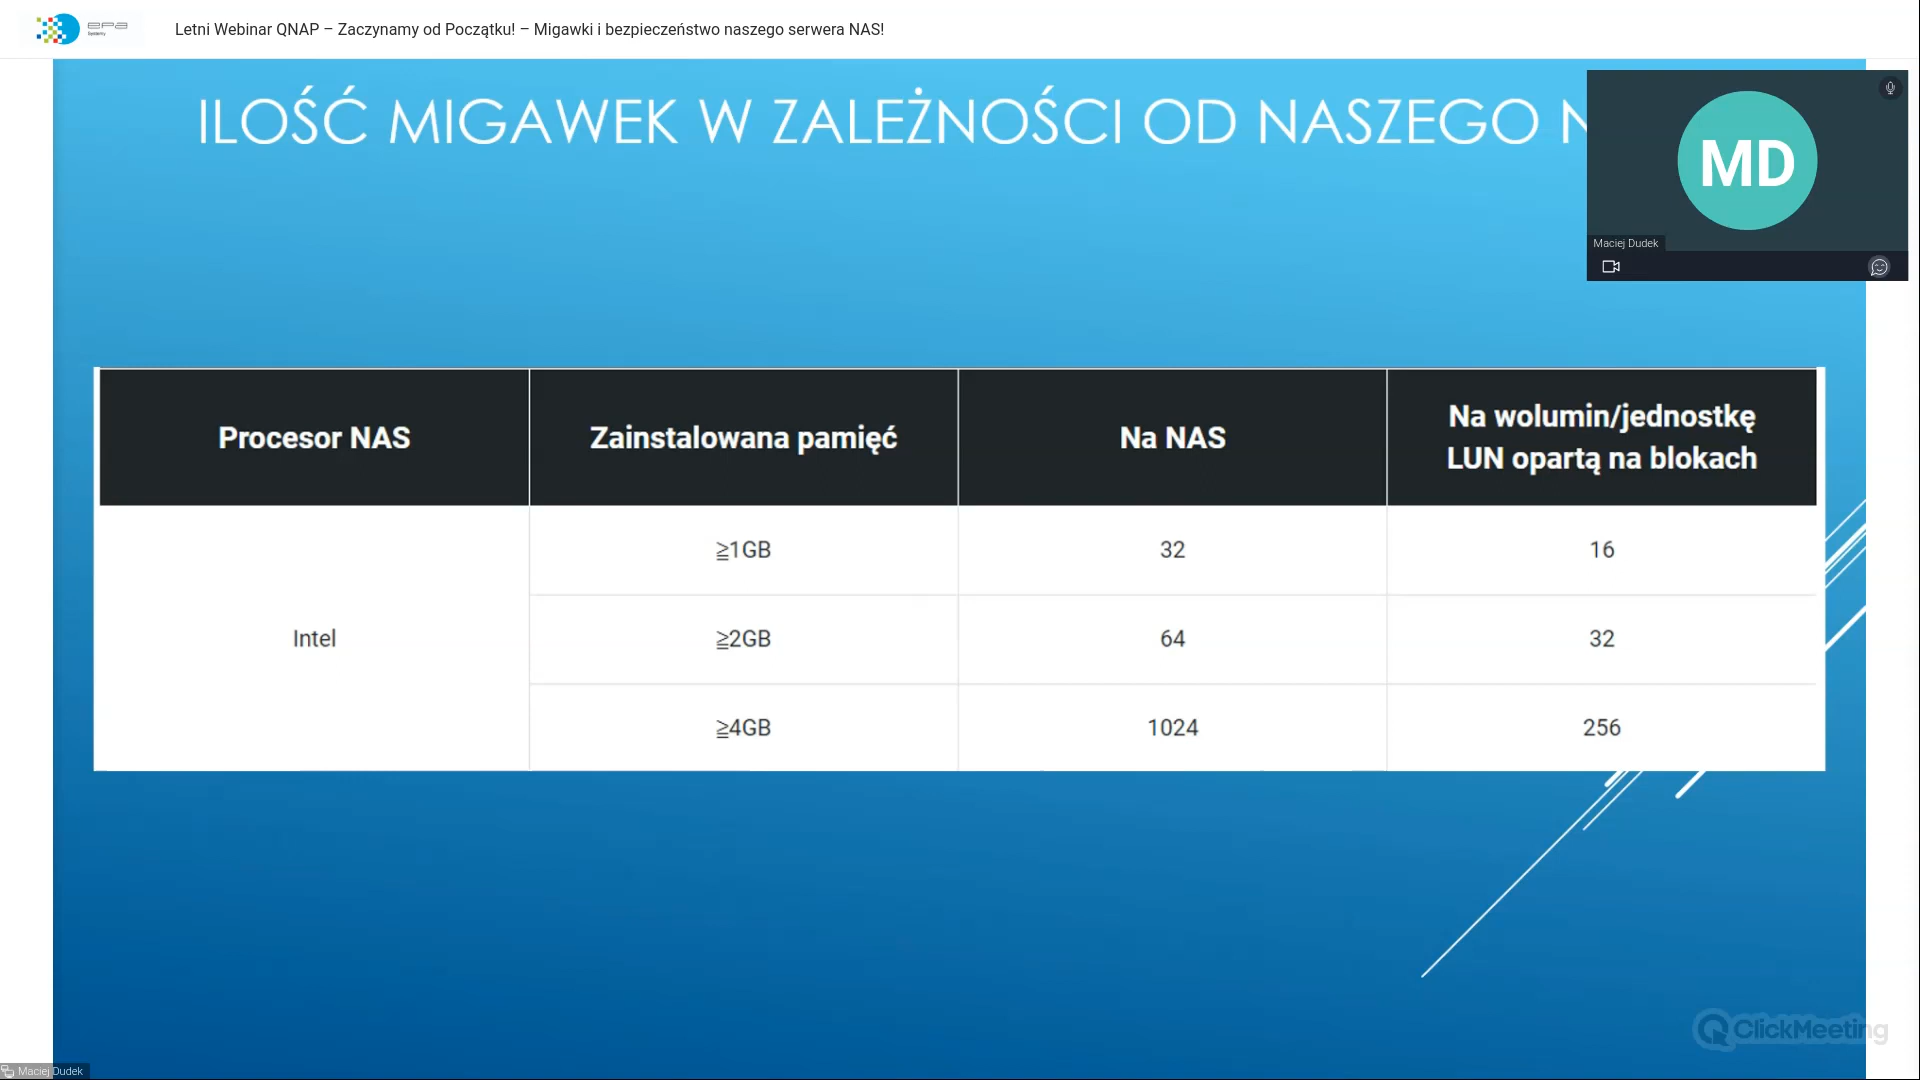 epa
Systemy
Letni Webinar QNAP – Zaczynamy od Początku! – Migawki i bezpieczeństwo naszego serwera NAS!
ILOŚĆ MIGAWEK W ZALEŻNOŚCI OD NASZEGO N
MD
Maciej Dudek
Procesor NAS
Zainstalowana pamięć
Na NAS
Na wolumin/jednostkę
LUN opartą na blokach
Intel
≧1GB
32
16
≧2GB
64
32
≧4GB
1024
256
ClickMeeting
Maciej Dudek